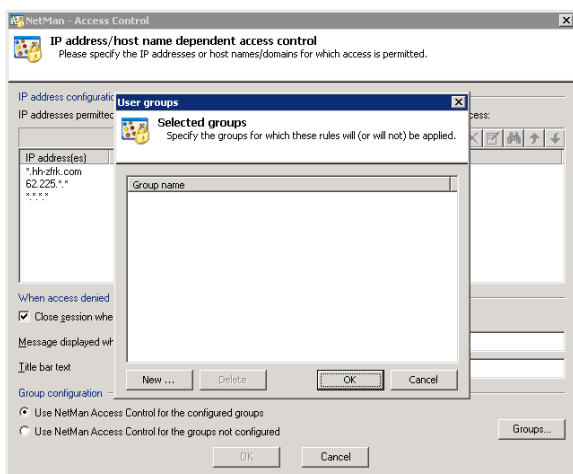 NetMan - Access Control
IP address/host name dependent access control
Please specify the IP addresses or host names/domains for which access is permitted.
IP address configuratio
IP addresses permitted
cess:
IP address(es)
*.hh-zfrk.com
62.225.*.*
*.*.*.*
User groups
Selected groups
Specify the groups for which these rules will (or will not) be applied.
Group name
New ...
Delete
OK
Cancel
When access denied
Close session whe
Message displayed wh
Title bar text
Group configuration
Use NetMan Access Control for the configured groups
Use NetMan Access Control for the groups not configured
Groups...
OK
Cancel